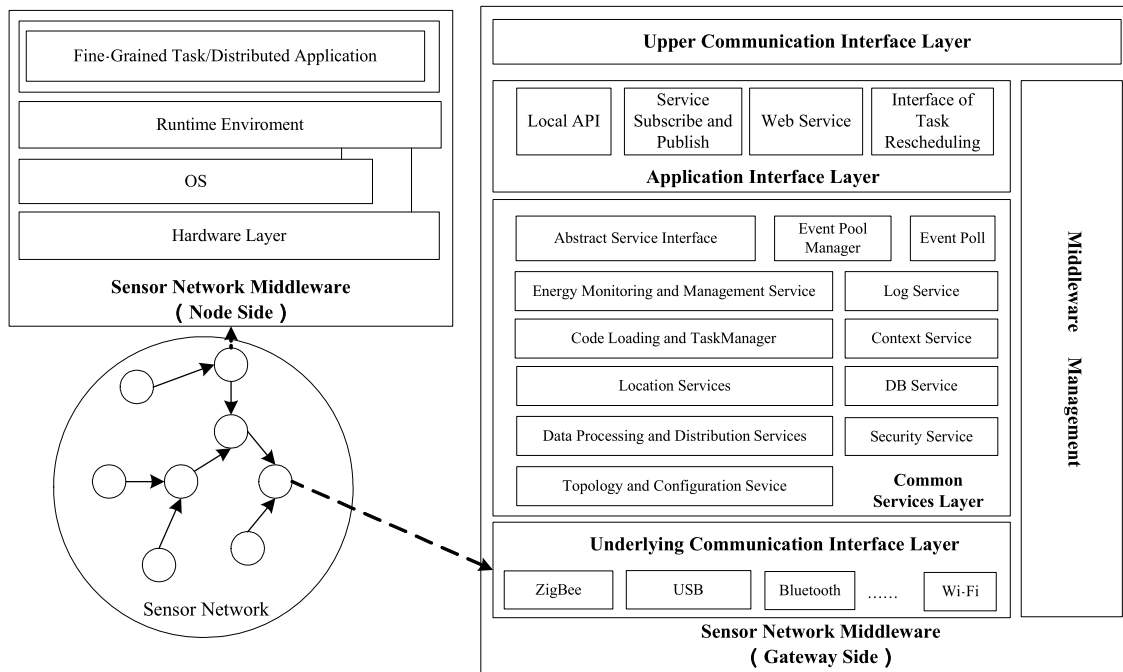 Fine-Grained Task/Distributed Application
Runtime Enviroment
OS
Hardware Layer
Sensor Network Middleware
( Node Side )
Sensor Network
Upper Communication Interface Layer
Local API
Service
Subscribe and
Publish
Web Service
Interface of
Task
Rescheduling
Application Interface Layer
Abstract Service Interface
Event Pool
Manager
Event Poll
Energy Monitoring and Management Service
Log Service
Code Loading and TaskManager
Context Service
Location Services
DB Service
Data Processing and Distribution Services
Security Service
Topology and Configuration Sevice
Common
Services Layer
Underlying Communication Interface Layer
ZigBee
USB
Bluetooth
……
Wi-Fi
Sensor Network Middleware
( Gateway Side )
Middleware Management